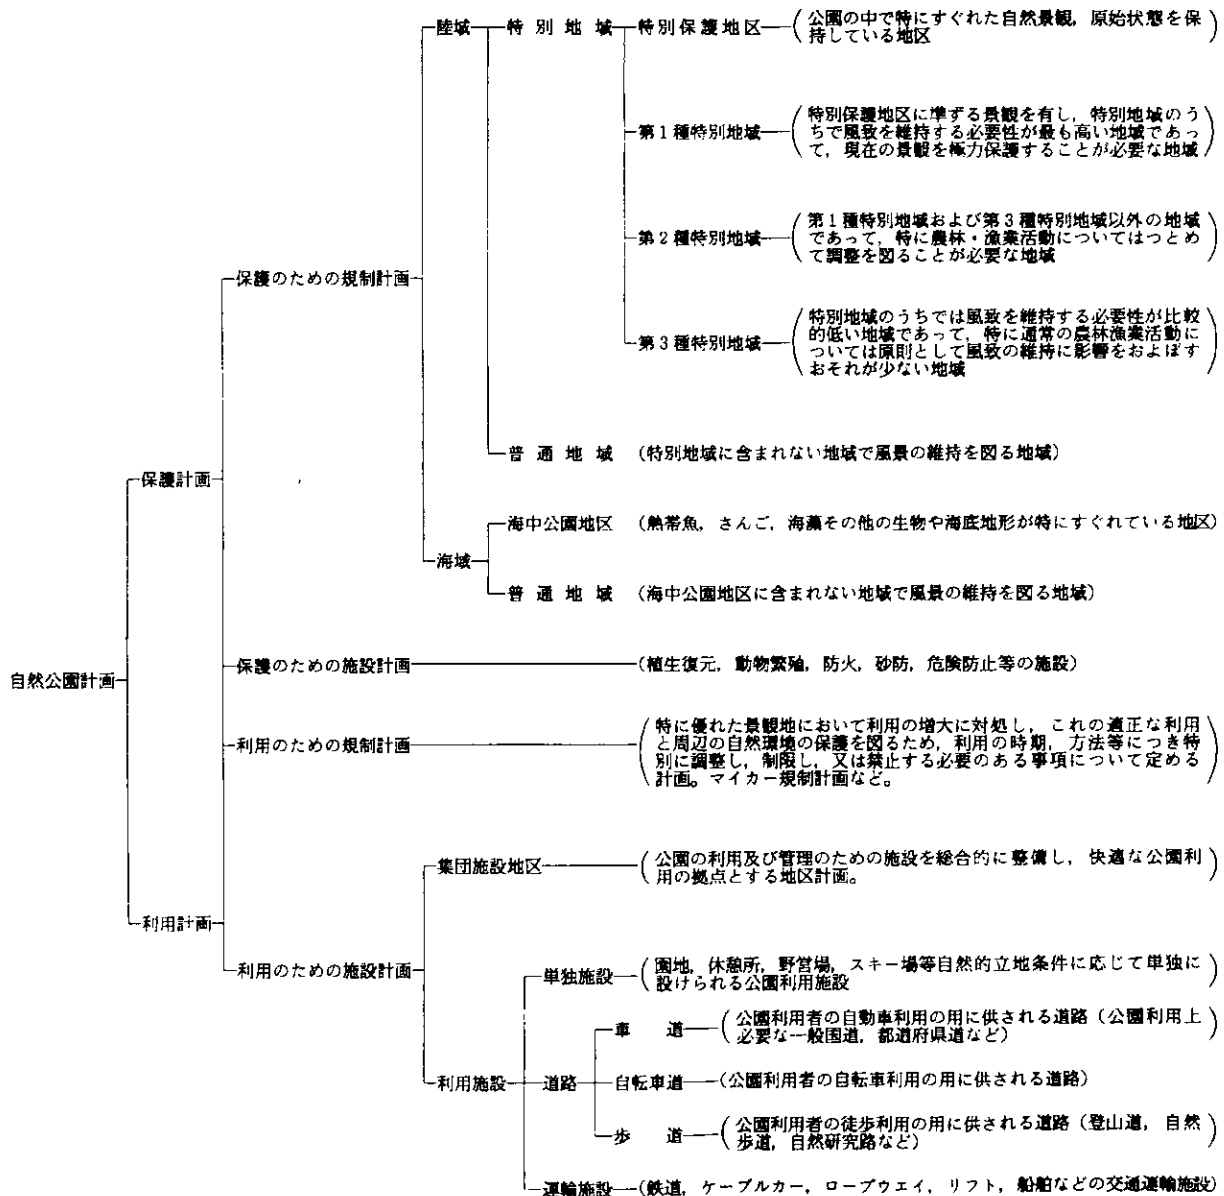 陸域
特別地域
特別保護地区
(公園の中で特にすぐれた自然景観，原始状態を保
持している地区)
第1種特別地域
(特別保護地区に準ずる景観を有し，特別地域のう
ちで風致を維持する必要性が最も高い地域であっ
て，現在の景観を極力保護することが必要な地域)
第2種特別地域
(第1種特別地域および第3種特別地域以外の地域
であって，特に農林・漁業活動についてはつとめ
て調整を図ることが必要な地域)
保護のための規制計画
第3種特別地域
(特別地域のうちでは風致を維持する必要性が比較
的低い地域であって，特に通常の農林漁業活動に
ついては原則として風致の維持に影響をおよぼす
おそれが少ない地域)
普通地域
(特別地域に含まれない地域で風景の維持を図る地域)
保護計画
海中公園地区
(熱帯魚，さんご，海藻その他の生物や海底地形が特にすぐれている地区)
海域
普通地域
(海中公園地区に含まれない地域で風景の維持を図る地域)
自然公園計画
保護のための施設計画
(植生復元，動物繁殖，防火，砂防，危険防止等の施設)
利用のための規制計画
(特に優れた景観地において利用の増大に対処し，これの適正な利用
と周辺の自然環境の保護を図るため，利用の時期，方法等につき特
別に調整し，制限し，又は禁止する必要のある事項について定める
計画。マイカー規制計画など。)
集団施設地区
(公園の利用及び管理のための施設を総合的に整備し，快適な公園利
用の拠点とする地区計画。)
利用計画
利用のための施設計画
単独施設
(園地，休憩所，野営場，スキー場等自然的立地条件に応じて単独に
設けられる公園利用施設)
車道
(公園利用者の自動車利用の用に供される道路（公園利用上
必要な一般国道，都道府県道など）)
利用施設
道路
自転車道
(公園利用者の自転車利用の用に供される道路)
歩道
(公園利用者の徒歩利用の用に供される道路（登山道，自然
歩道，自然研究路など）)
運輸施設
(鉄道，ケーブルカー，ロープウェイ，リフト，船舶などの交通運輸施設)